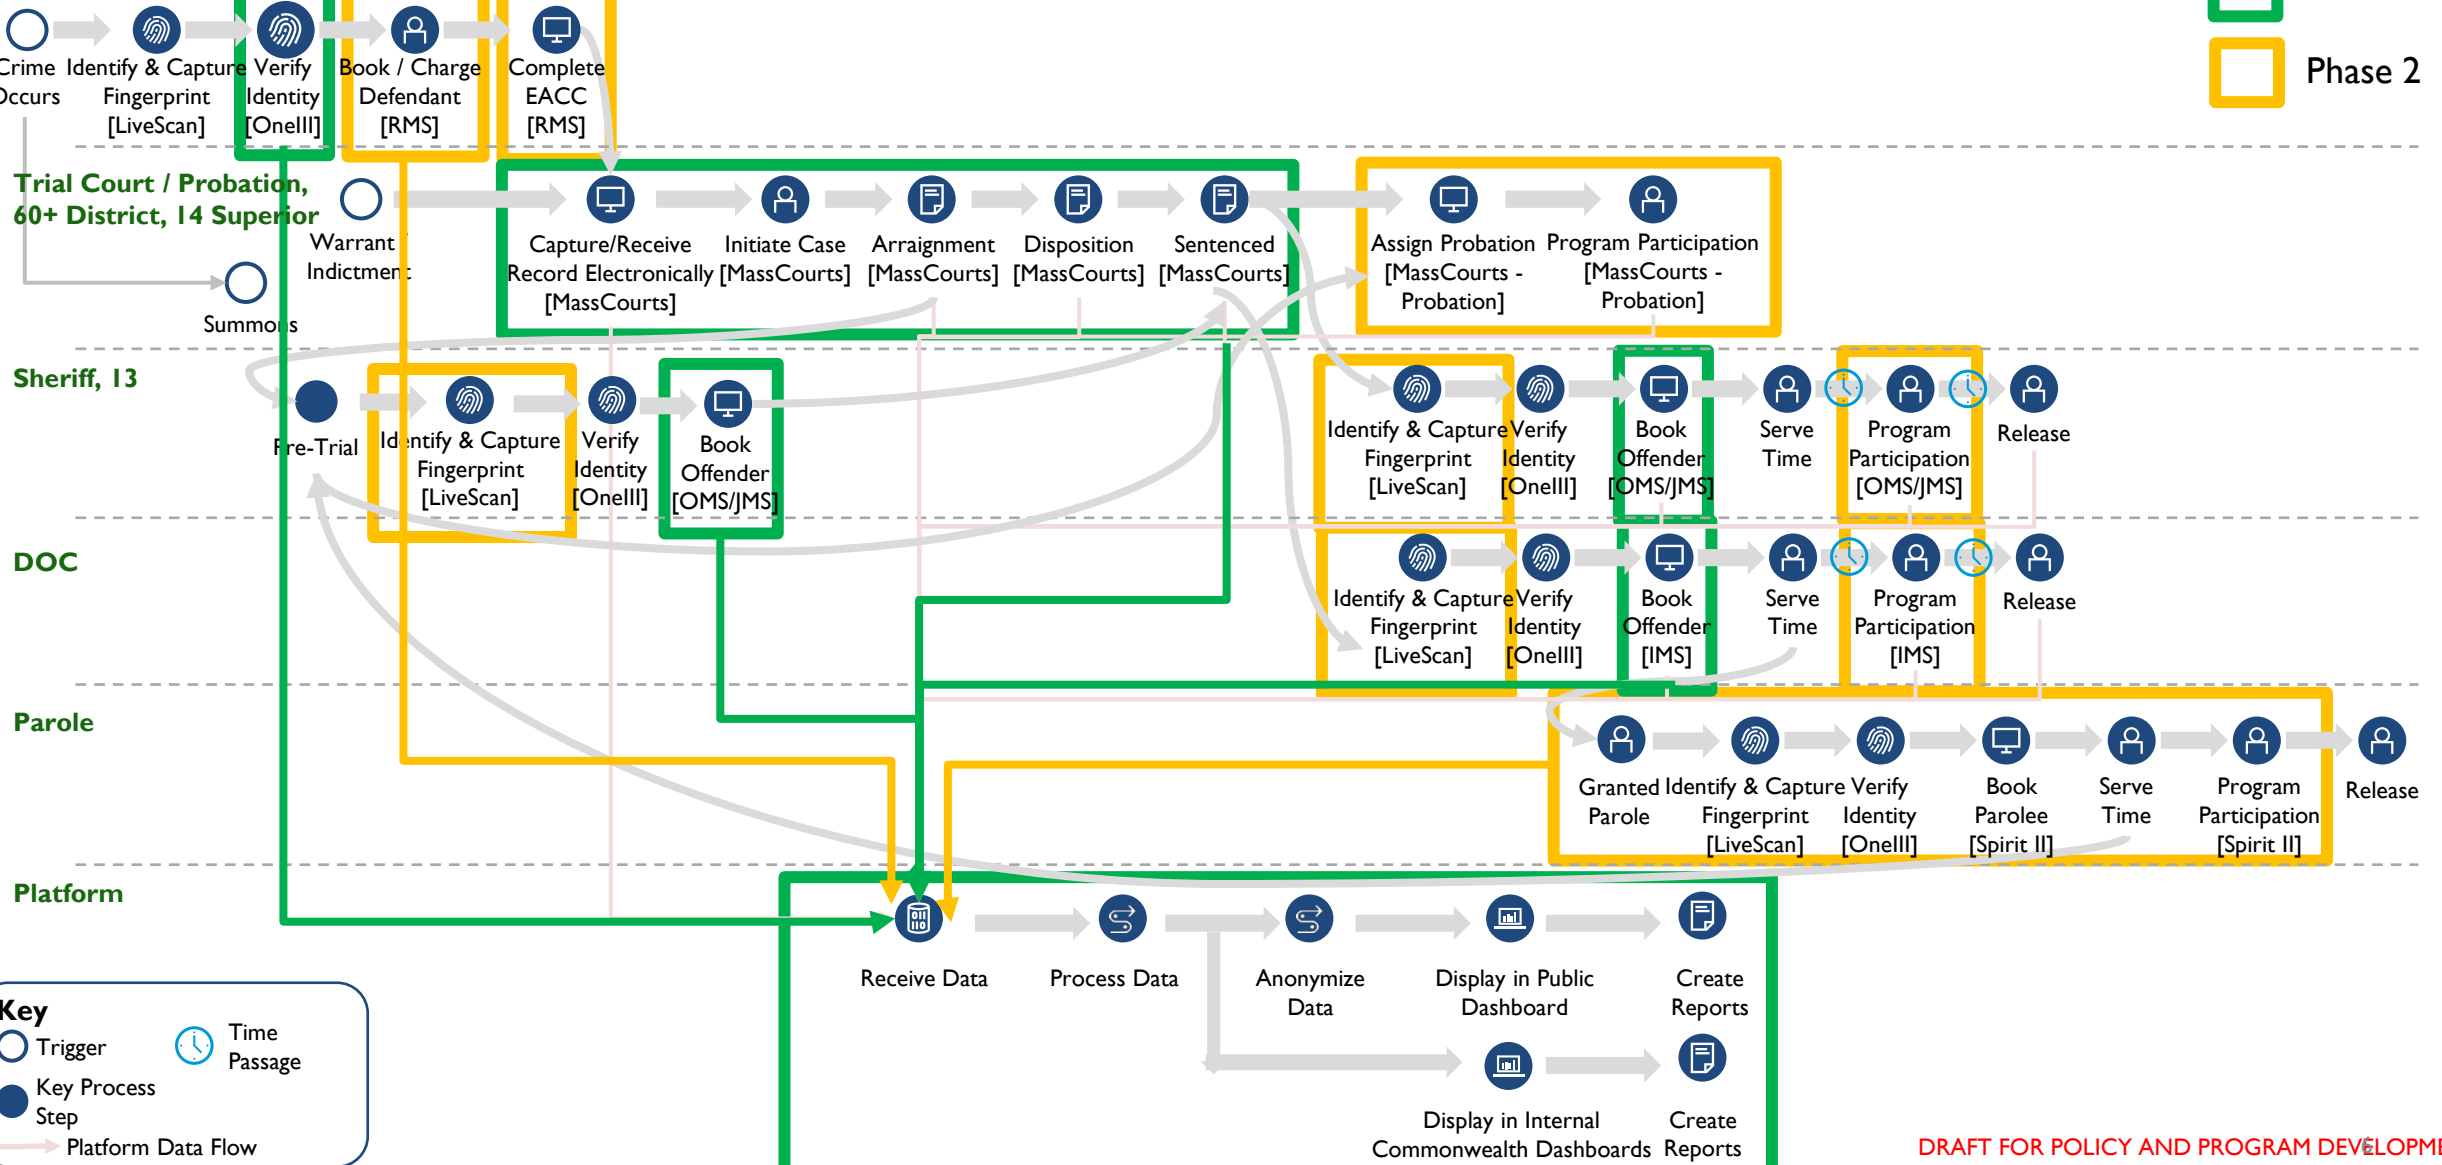 Crime
Occurs
Identify & Capture
Fingerprint
[LiveScan]
Verify
Identity
[OneIII]
Book / Charge
Defendant
[RMS]
Complete
EACC
[RMS]
Phase 2
Trial Court / Probation,
60+ District, 14 Superior
Warrant /
Indictment
Summons
Capture/Receive
Record Electronically
[MassCourts]
Initiate Case
[MassCourts]
Arraignment
[MassCourts]
Disposition
[MassCourts]
Sentenced
[MassCourts]
Assign Probation
[MassCourts -
Probation]
Program Participation
[MassCourts -
Probation]
Sheriff, 13
Pre-Trial
Identify & Capture
Fingerprint
[LiveScan]
Verify
Identity
[OneIII]
Book
Offender
[OMS/JMS]
Identify & Capture
Fingerprint
[LiveScan]
Verify
Identity
[OneIII]
Book
Offender
[OMS/JMS]
Serve
Time
Program
Participation
[OMS/JMS]
Release
DOC
Identify & Capture
Fingerprint
[LiveScan]
Verify
Identity
[OneIII]
Book
Offender
[IMS]
Serve
Time
Program
Participation
[IMS]
Release
Parole
Granted
Parole
Identify & Capture
Fingerprint
[LiveScan]
Verify
Identity
[OneIII]
Book
Parolee
[Spirit II]
Serve
Time
Program
Participation
[Spirit II]
Release
Platform
Receive Data
Process Data
Anonymize
Data
Display in Public
Dashboard
Create
Reports
Display in Internal
Commonwealth Dashboards
Create
Reports
Key
Trigger
Time
Passage
Key Process
Step
Platform Data Flow
DRAFT FOR POLICY AND PROGRAM DEVELOPME
6